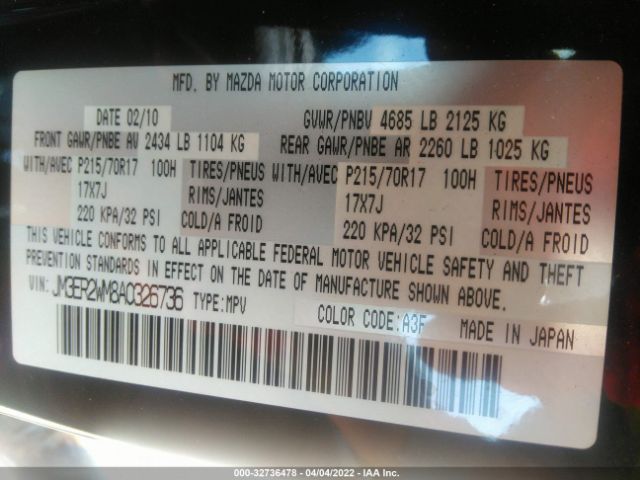 MFD. BY MAZDA MOTOR CORPORATION
DATE 02/10 GVWR/PNBV 4685 LB 2125 KG
FRONT GAWR/PNBE AV 2434 LB 1104 KG REAR GAWR/PNBE AR 2260 LB 1025 KG
WITH/AVEC P215/70R17 100H TIRES/PNEUS WITH/AVEC P215/70R17 100H TIRES/PNEUS
17X7J RIMS/JANTES 17X7J RIMS/JANTES
220 KPA/32 PSI COLD/A FROID 220 KPA/32 PSI COLD/A FROID
THIS VEHICLE CONFORMS TO ALL APPLICABLE FEDERAL MOTOR VEHICLE SAFETY AND THEFT
PREVENTION STANDARDS IN EFFECT ON THE DATE OF MANUFACTURE SHOWN ABOVE.
VIN: JM3ER2WM8A0326736 TYPE:MPV COLOR CODE:A3F MADE IN JAPAN
000-32736478 - 04/04/2022 - IAA Inc.